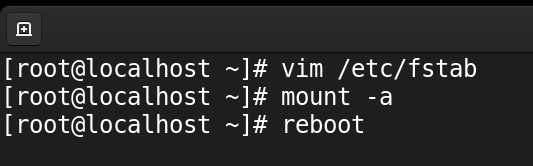 [root@localhost ~]# vim /etc/fstab
[root@localhost ~]# mount -a
[root@localhost ~]# reboot